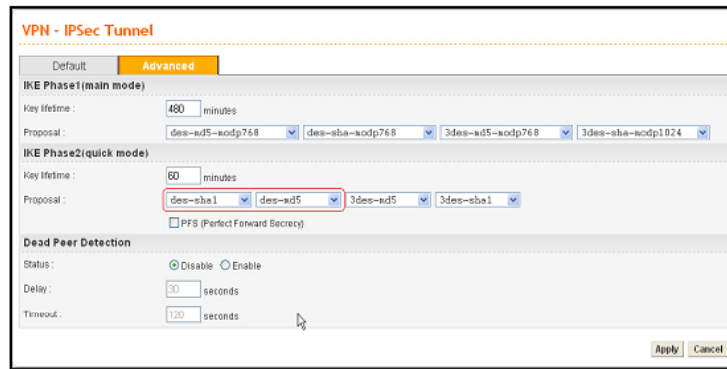 VPN - IPSec Tunnel
Default Advanced
IKE Phase1(main mode)
Key lifetime : 480 minutes
Proposal : des-md5-modp768 des-sha-modp768 3des-md5-modp768 3des-sha-modp1024
IKE Phase2(quick mode)
Key lifetime : 60 minutes
Proposal : des-sha1 des-md5 3des-md5 3des-sha1
PFS (Perfect Forward Secrecy)
Dead Peer Detection
Status : Disable Enable
Delay : 30 seconds
Timeout : 120 seconds
Apply Cancel